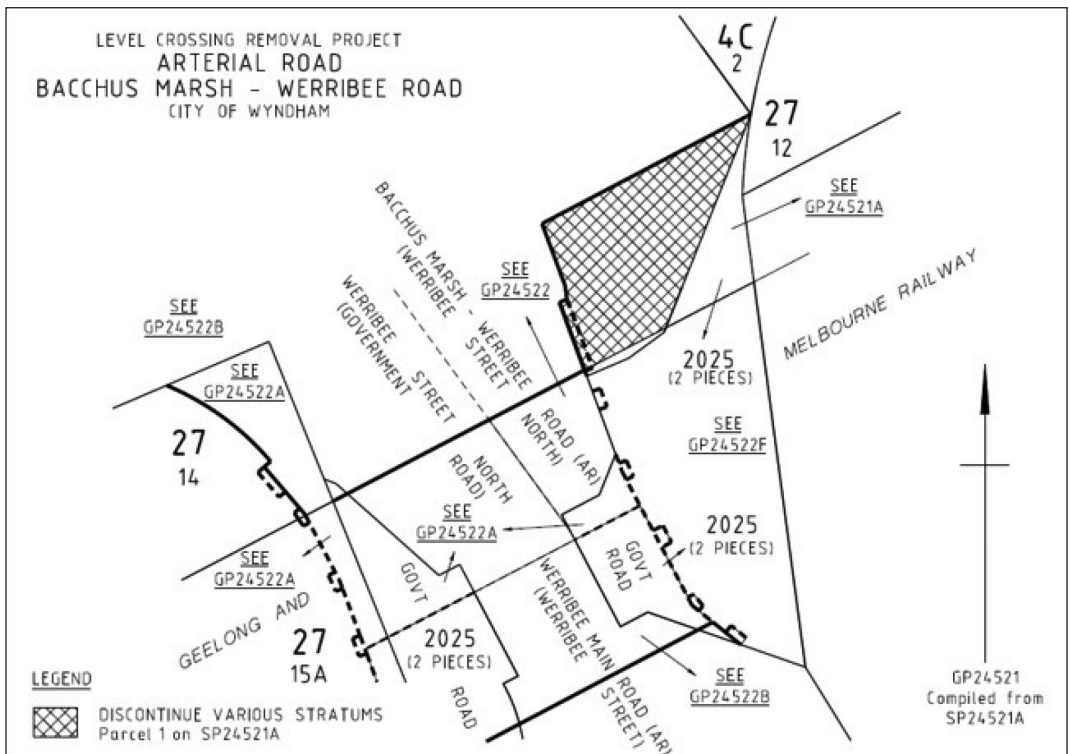 LEVEL CROSSING REMOVAL PROJECT
ARTERIAL ROAD
BACCHUS MARSH - WERRIBEE ROAD
CITY OF WYNDHAM
4C
2
27
12
SEE
GP24521A
BACCHUS MARSH - WERRIBEE ROAD (AR)
(WERRIBEE STREET NORTH)
WERRIBEE STREET NORTH
(GOVERNMENT ROAD)
SEE
GP24522
MELBOURNE RAILWAY
SEE
GP24522B
SEE
GP24522A
2025
(2 PIECES)
27
14
SEE
GP24522F
SEE
GP24522A
SEE
GP24522A
2025
(2 PIECES)
GOVT
ROAD
GOVT ROAD
GEELONG AND
WERRIBEE MAIN ROAD (AR)
(WERRIBEE STREET)
27
15A
2025
(2 PIECES)
SEE
GP24522B
LEGEND
DISCONTINUE VARIOUS STRATUMS
Parcel 1 on SP24521A
GP24521
Compiled from
SP24521A